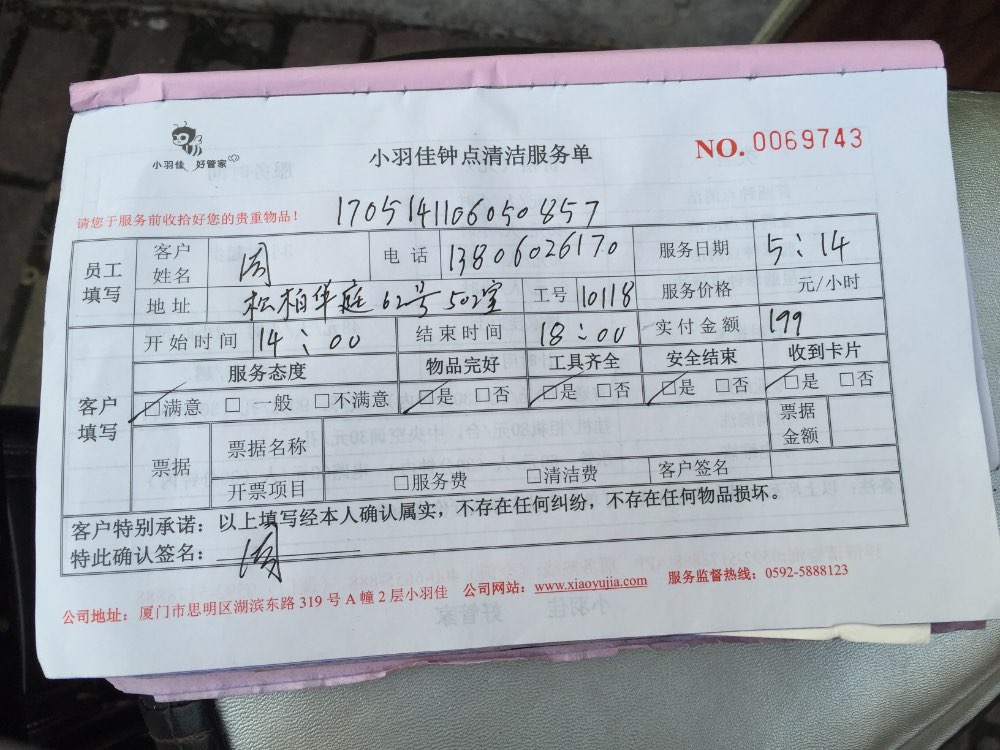 小羽佳 好管家
小羽佳钟点清洁服务单
NO. 0069743
请您于服务前收拾好您的贵重物品！ 1705141106050857
员工填写 客户姓名 周 电话 13806026170 服务日期 5：14
地址 松柏华庭62号502室 工号 10118 服务价格 元/小时
开始时间 14：00 结束时间 18：00 实付金额 199
客户填写 服务态度 物品完好 工具齐全 安全结束 收到卡片
□满意 □一般 □不满意 □是 □否 □是 □否 □是 □否 □是 □否
票据 票据名称 票据金额
开票项目 □服务费 □清洁费 客户签名
客户特别承诺：以上填写经本人确认属实，不存在任何纠纷，不存在任何物品损坏。
特此确认签名：
公司地址：厦门市思明区湖滨东路 319 号 A 幢 2 层小羽佳 公司网站：www.xiaoyujia.com 服务监督热线：0592-5888123